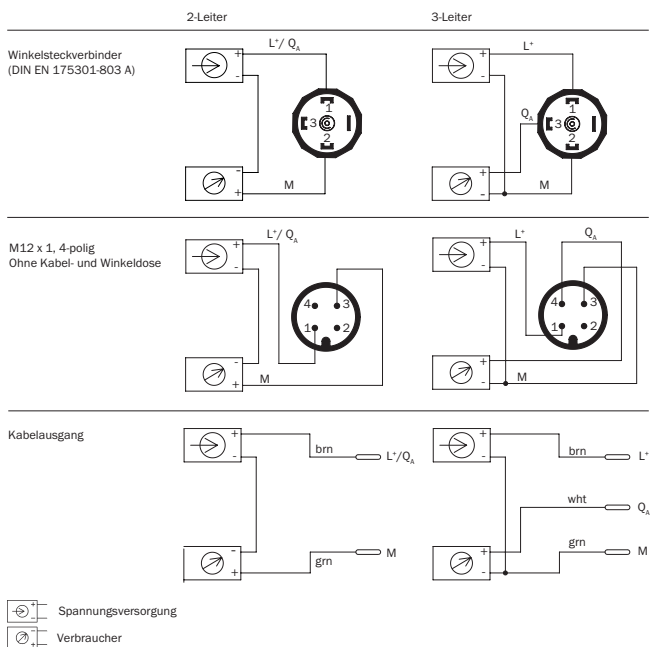 2-Leiter 3-Leiter
Winkelsteckverbinder
(DIN EN 175301-803 A)
+ L⁺/ Q_A
-
1
3
2
-
+ M
+ L⁺
-
Q_A
1
3
2
+
- M
M12 x 1, 4-polig
Ohne Kabel- und Winkeldose
+ L⁺/ Q_A
-
4 3
1 2
-
+ M
+ L⁺ Q_A
-
4 3
1 2
+
- M
Kabelausgang
+ brn L⁺/Q_A
-
-
+ grn M
+ brn L⁺
-
wht Q_A
+ grn M
-
+ Spannungsversorgung
-
- Verbraucher
+